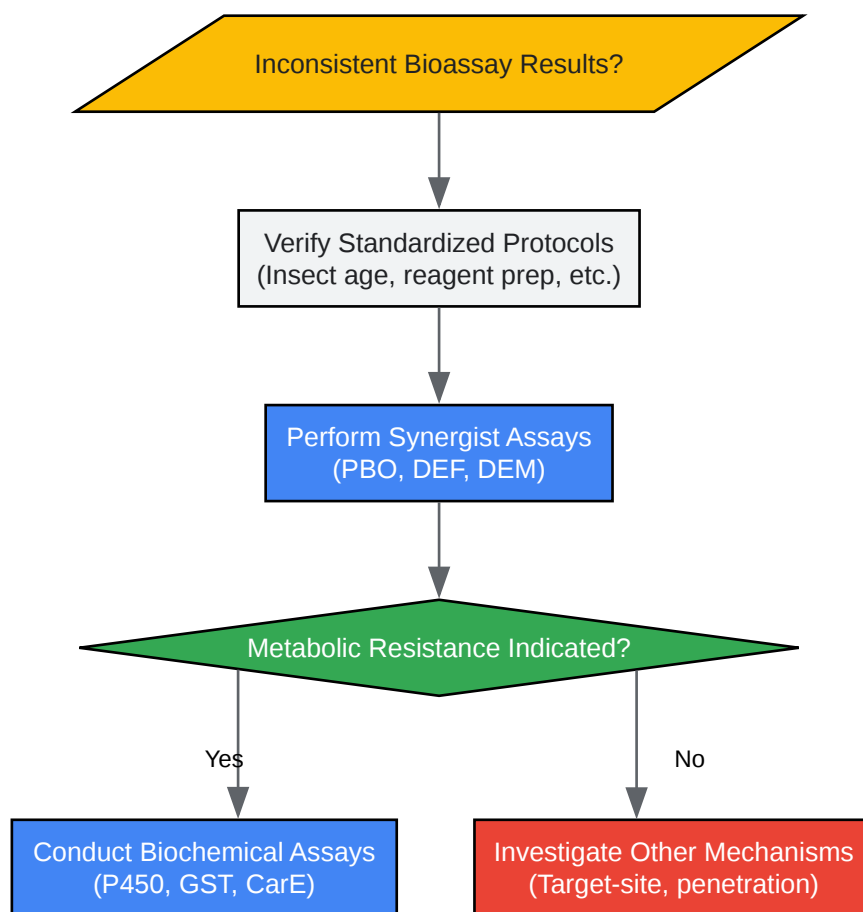 Inconsistent Bioassay Results?
Verify Standardized Protocols
(Insect age, reagent prep, etc.)
Perform Synergist Assays
(PBO, DEF, DEM)
Metabolic Resistance Indicated?
Yes
No
Conduct Biochemical Assays
(P450, GST, CarE)
Investigate Other Mechanisms
(Target-site, penetration)